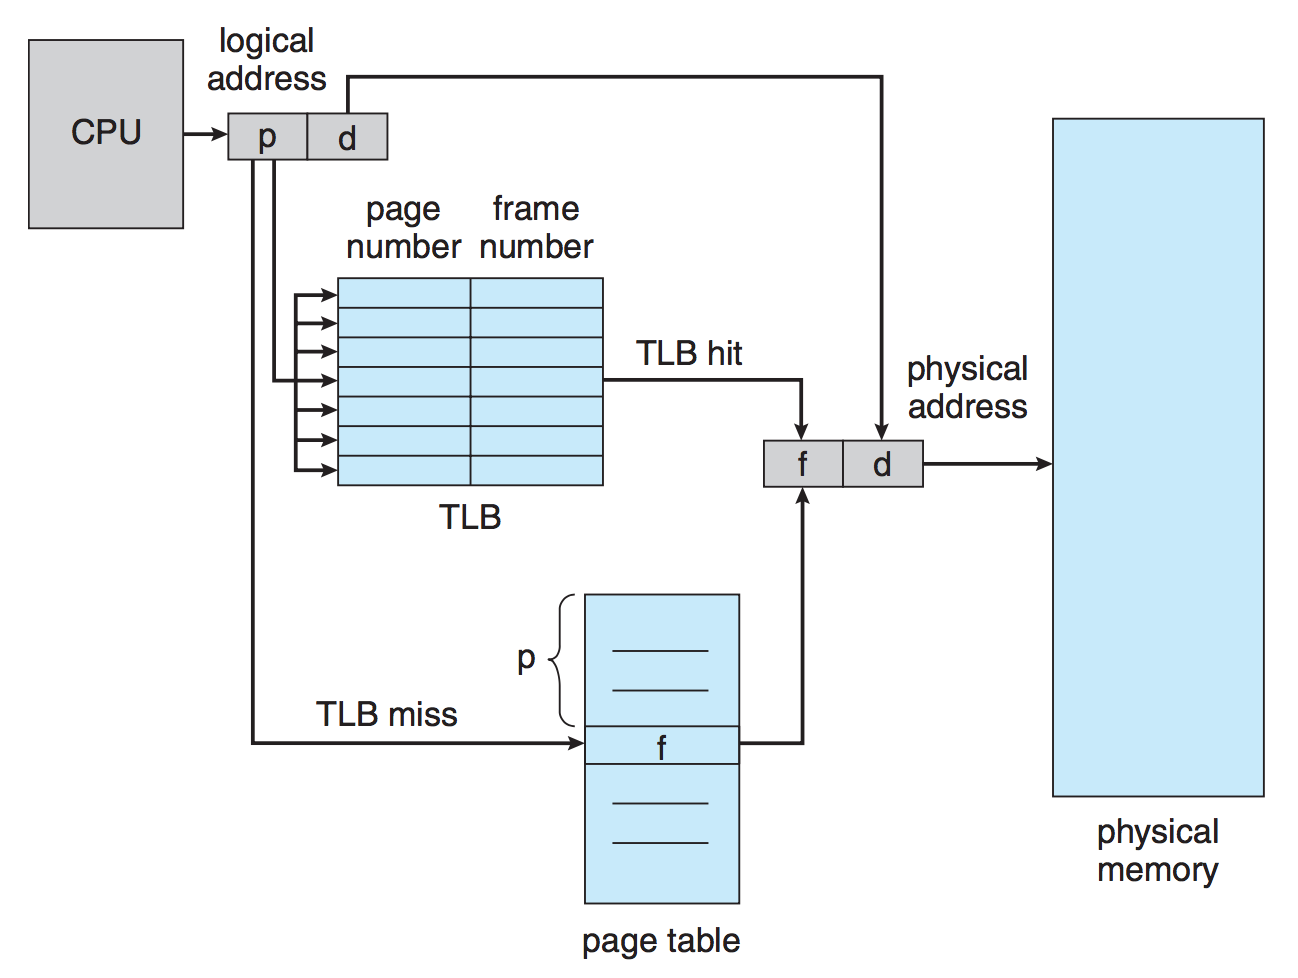 logical
address
CPU
p
d
page
number
frame
number
TLB hit
physical
address
f
d
TLB
p
TLB miss
f
physical
memory
page table